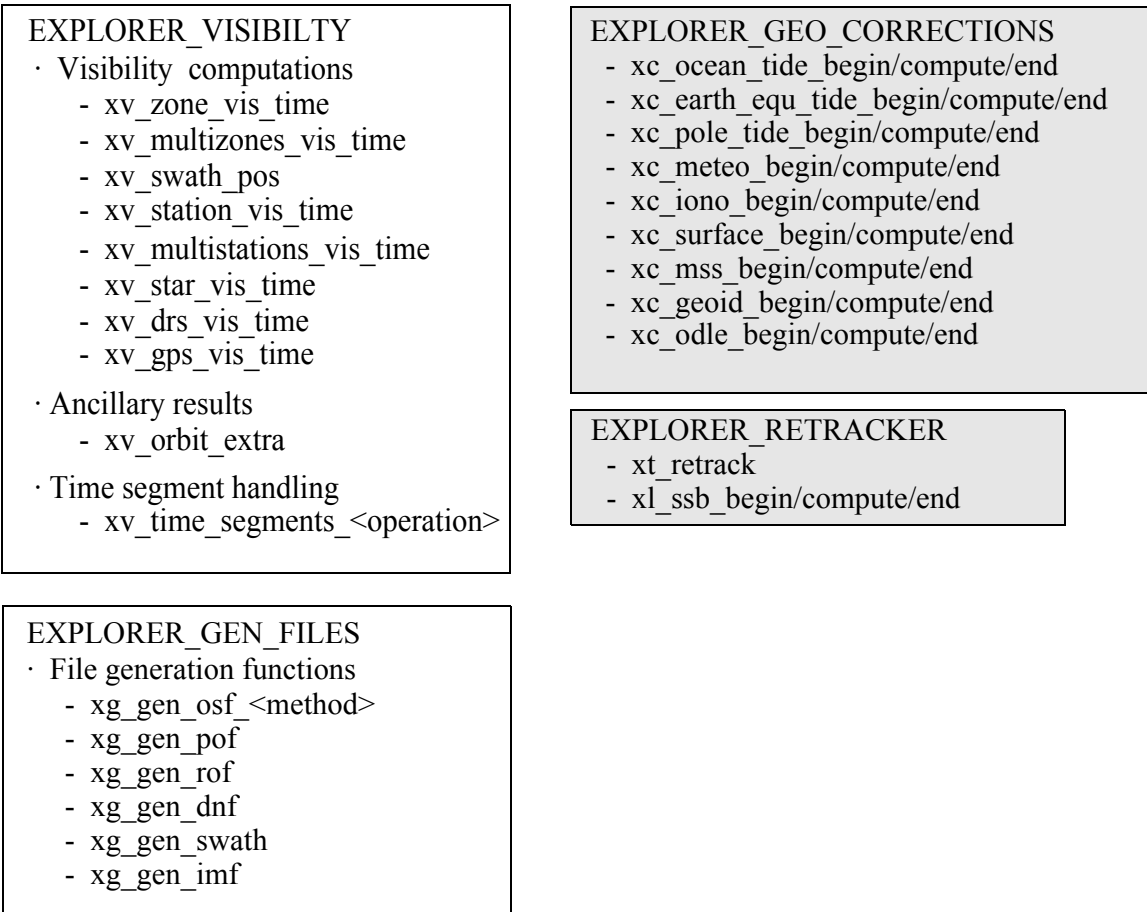 EXPLORER_VISIBILTY
· Visibility computations
- xv_zone_vis_time
- xv_multizones_vis_time
- xv_swath_pos
- xv_station_vis_time
- xv_multistations_vis_time
- xv_star_vis_time
- xv_drs_vis_time
- xv_gps_vis_time
· Ancillary results
- xv_orbit_extra
· Time segment handling
- xv_time_segments_<operation>
EXPLORER_GEO_CORRECTIONS
- xc_ocean_tide_begin/compute/end
- xc_earth_equ_tide_begin/compute/end
- xc_pole_tide_begin/compute/end
- xc_meteo_begin/compute/end
- xc_iono_begin/compute/end
- xc_surface_begin/compute/end
- xc_mss_begin/compute/end
- xc_geoid_begin/compute/end
- xc_odle_begin/compute/end
EXPLORER_RETRACKER
- xt_retrack
- xl_ssb_begin/compute/end
EXPLORER_GEN_FILES
· File generation functions
- xg_gen_osf_<method>
- xg_gen_pof
- xg_gen_rof
- xg_gen_dnf
- xg_gen_swath
- xg_gen_imf